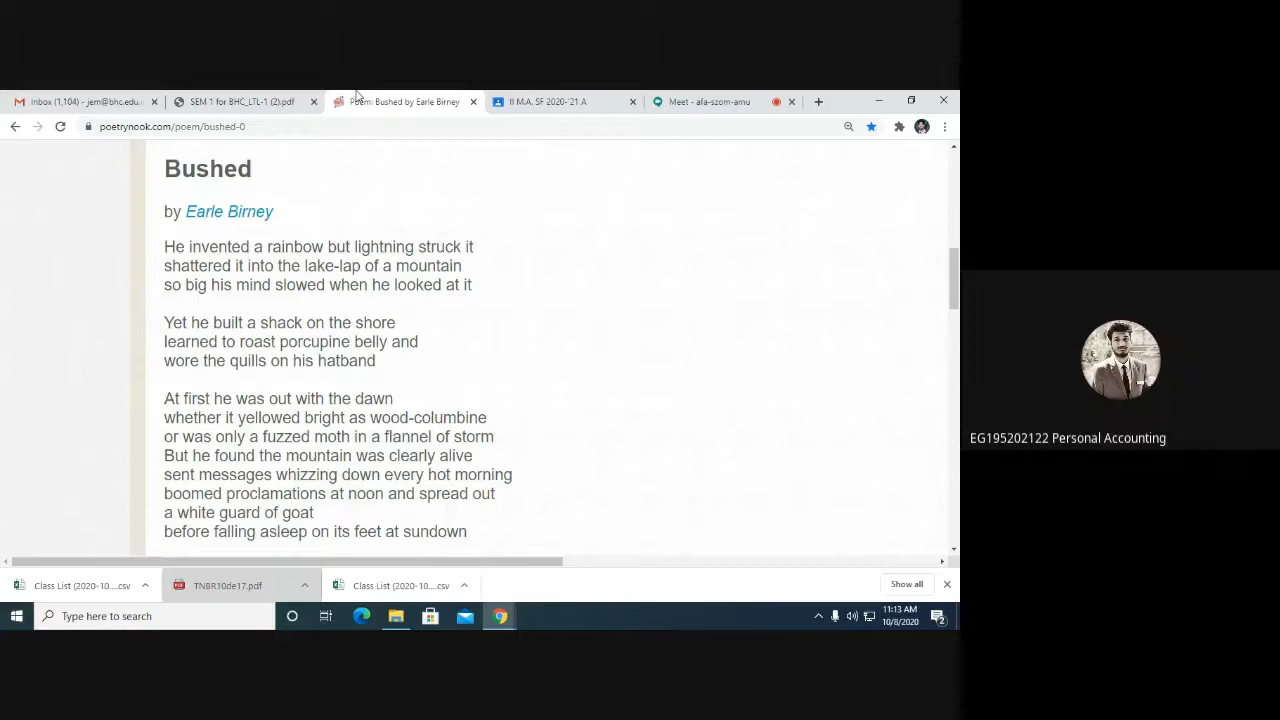 Inbox (1,104) - jem@bhc.edu.
SEM 1 for BHC_LTL-1 (2).pdf
Poem: Bushed by Earle Birney
II M.A. SF 2020-'21 A
Meet - afa-szom-amu
poetrynook.com/poem/bushed-0
Bushed
by Earle Birney
He invented a rainbow but lightning struck it
shattered it into the lake-lap of a mountain
so big his mind slowed when he looked at it
Yet he built a shack on the shore
learned to roast porcupine belly and
wore the quills on his hatband
At first he was out with the dawn
whether it yellowed bright as wood-columbine
or was only a fuzzed moth in a flannel of storm
But he found the mountain was clearly alive
sent messages whizzing down every hot morning
boomed proclamations at noon and spread out
a white guard of goat
before falling asleep on its feet at sundown
EG195202122 Personal Accounting
Class List (2020-10....csv
TNBR10de17.pdf
Class List (2020-10....csv
Show all
Type here to search
11:13 AM
10/8/2020
2